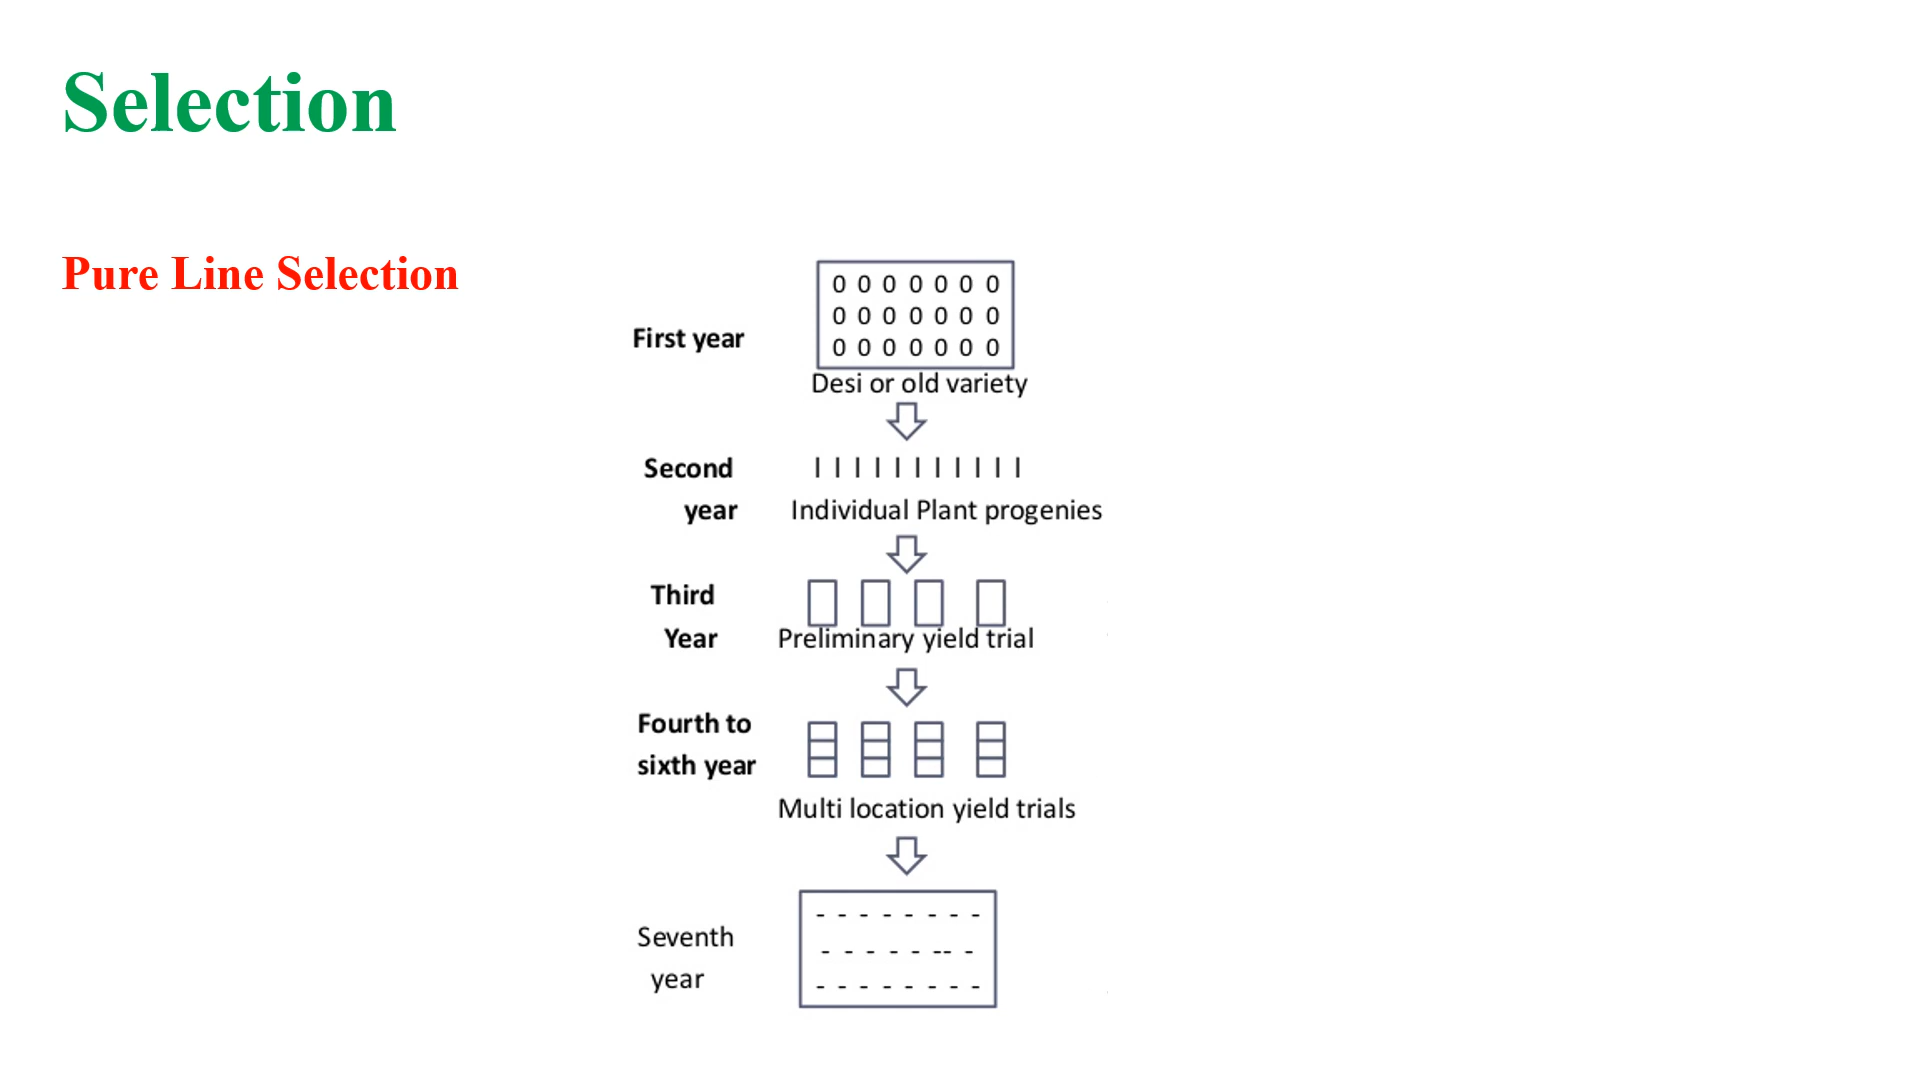 Selection
Pure Line Selection
First year
0 0 0 0 0 0 0
0 0 0 0 0 0 0
0 0 0 0 0 0 0
Desi or old variety
Second
year
I I I I I I I I I I I
Individual Plant progenies
Third
Year
Preliminary yield trial
Fourth to
sixth year
Multi location yield trials
Seventh
year
- - - - - - - -
- - - - - -- -
- - - - - - - -